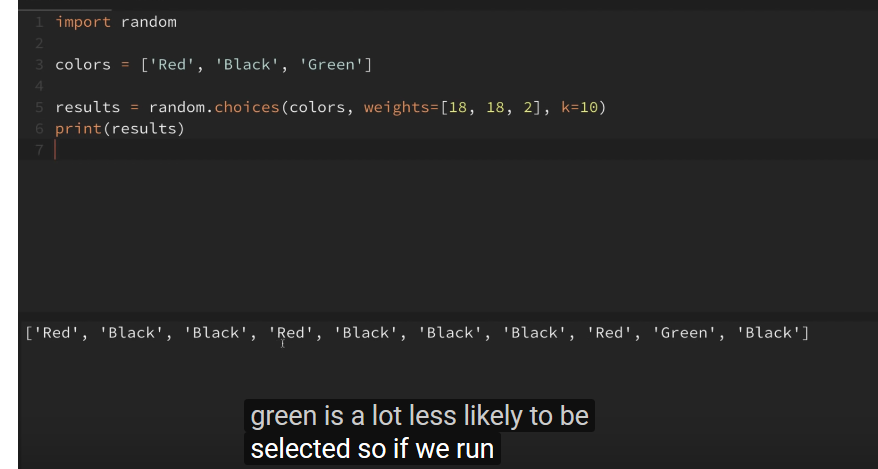 1 import random
2
3 colors = ['Red', 'Black', 'Green']
4
5 results = random.choices(colors, weights=[18, 18, 2], k=10)
6 print(results)
7
['Red', 'Black', 'Black', 'Red', 'Black', 'Black', 'Black', 'Red', 'Green', 'Black']
green is a lot less likely to be
selected so if we run